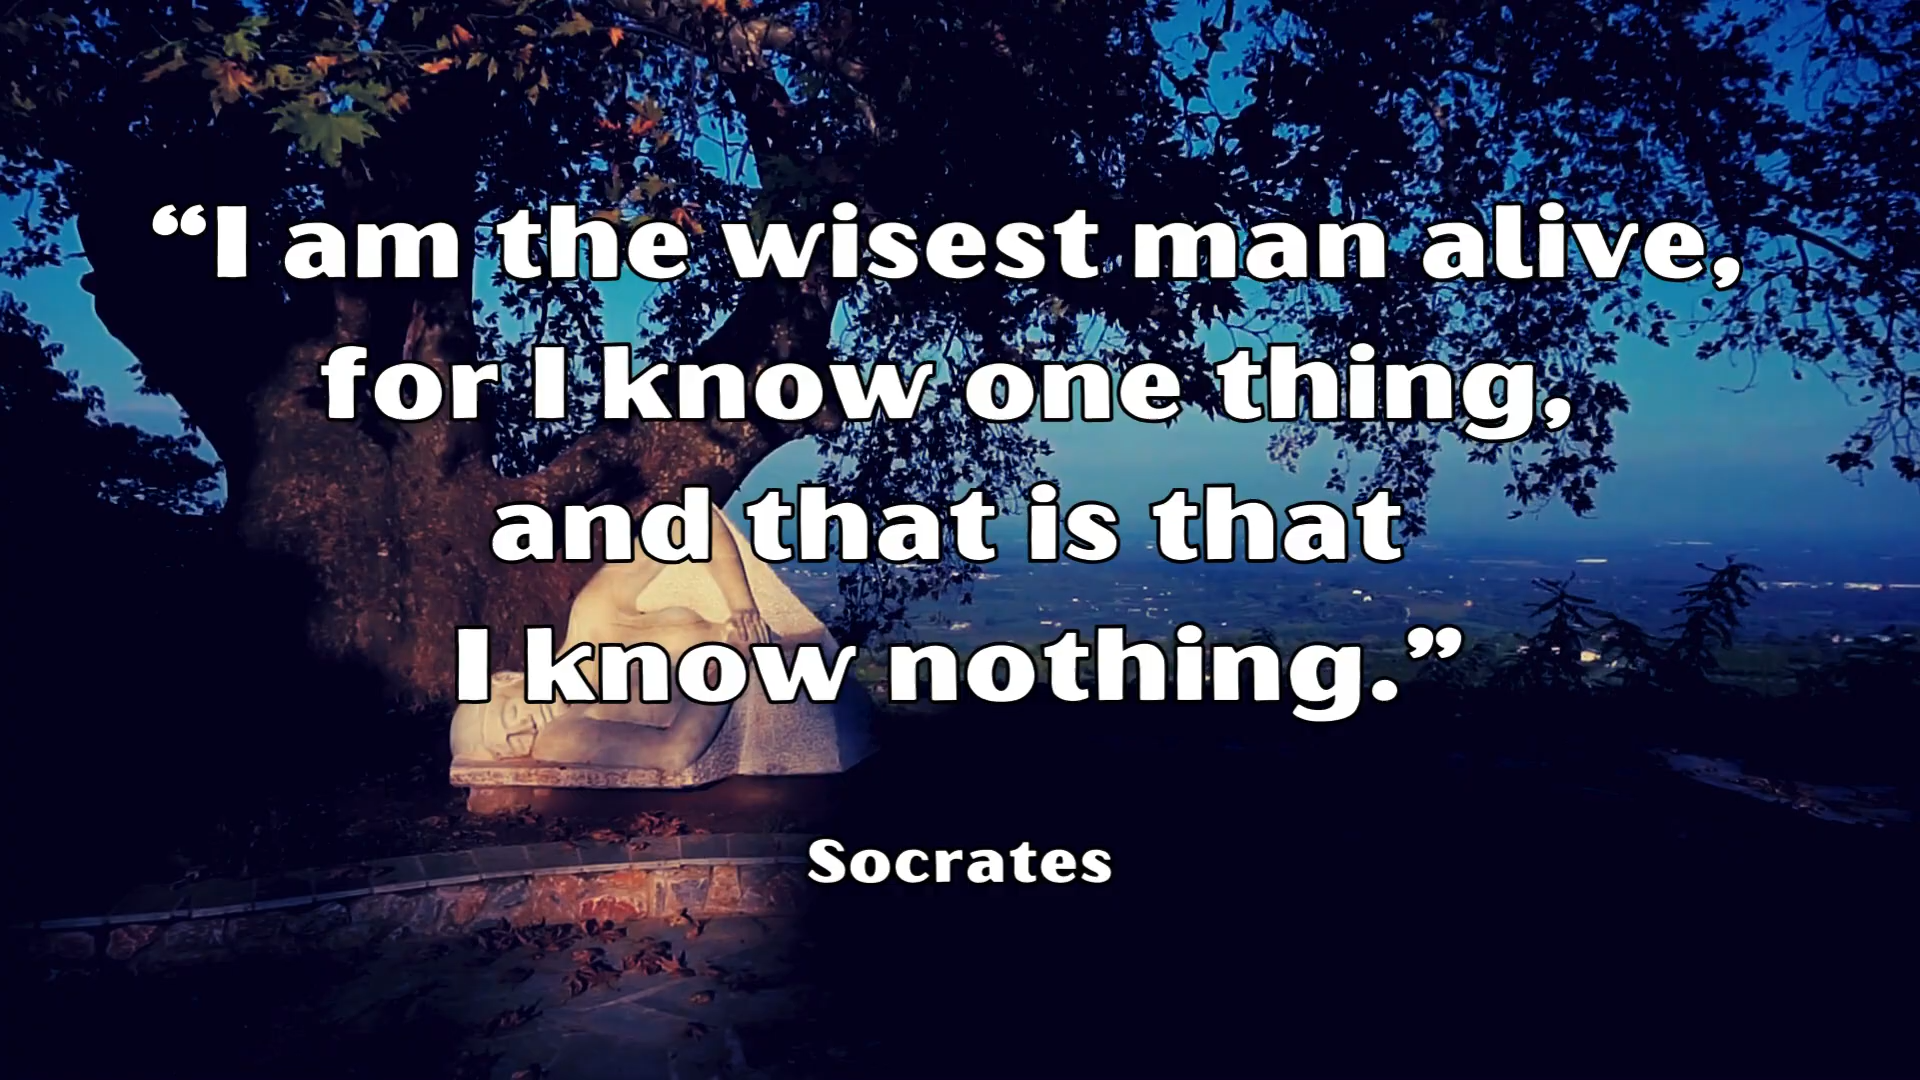 “I am the wisest man alive,
for I know one thing,
and that is that
I know nothing.”
Socrates